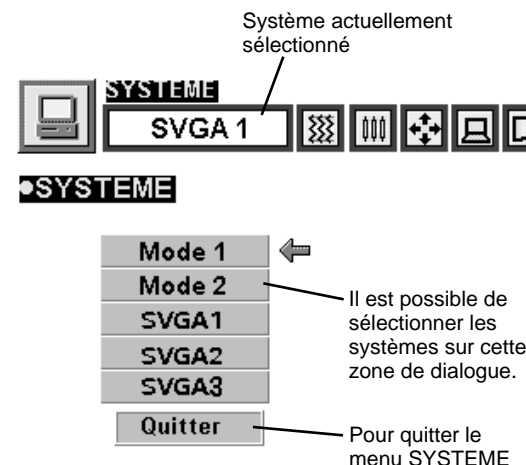 Système actuellement
sélectionné
SYSTEME
SVGA 1
●SYSTEME
Mode 1
Mode 2
SVGA1
SVGA2
SVGA3
Quitter
Il est possible de
sélectionner les
systèmes sur cette
zone de dialogue.
Pour quitter le
menu SYSTEME